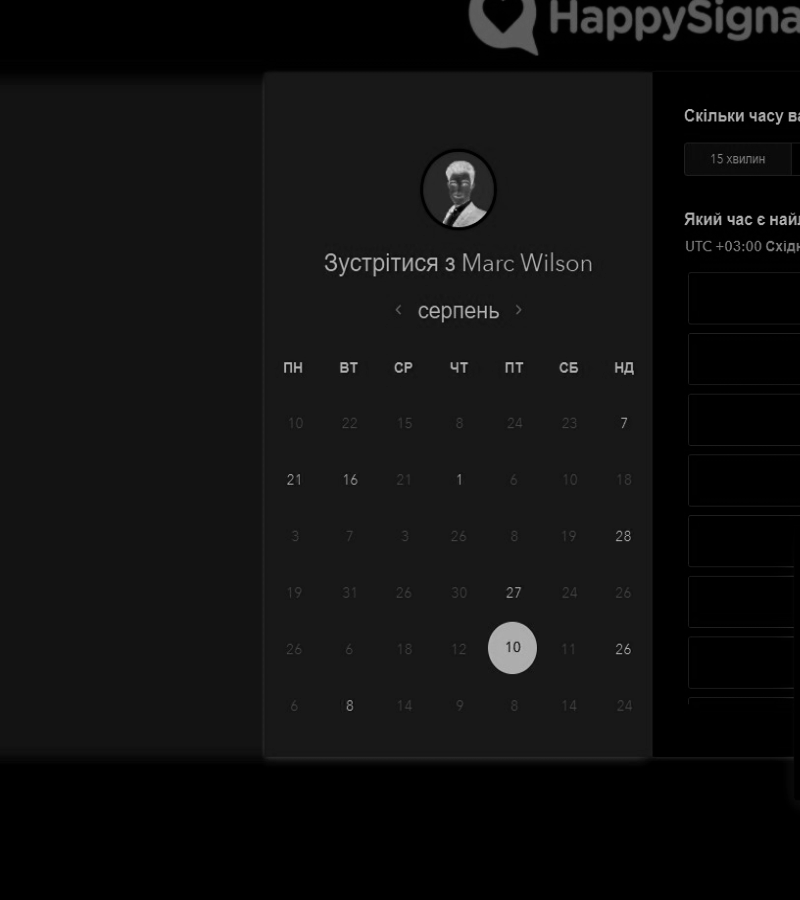 HappySigna
Зустрітися з Marc Wilson
серпень
ПН ВТ СР ЧТ ПТ СБ НД
10 22 15 8 24 23 7
21 16 21 1 6 10 18
3 7 3 26 8 19 28
19 31 26 30 27 24 26
26 6 18 12 10 11 26
6 8 14 9 8 14 24
Скільки часу ва
15 хвилин
Який час є най
UTC +03:00 Східн